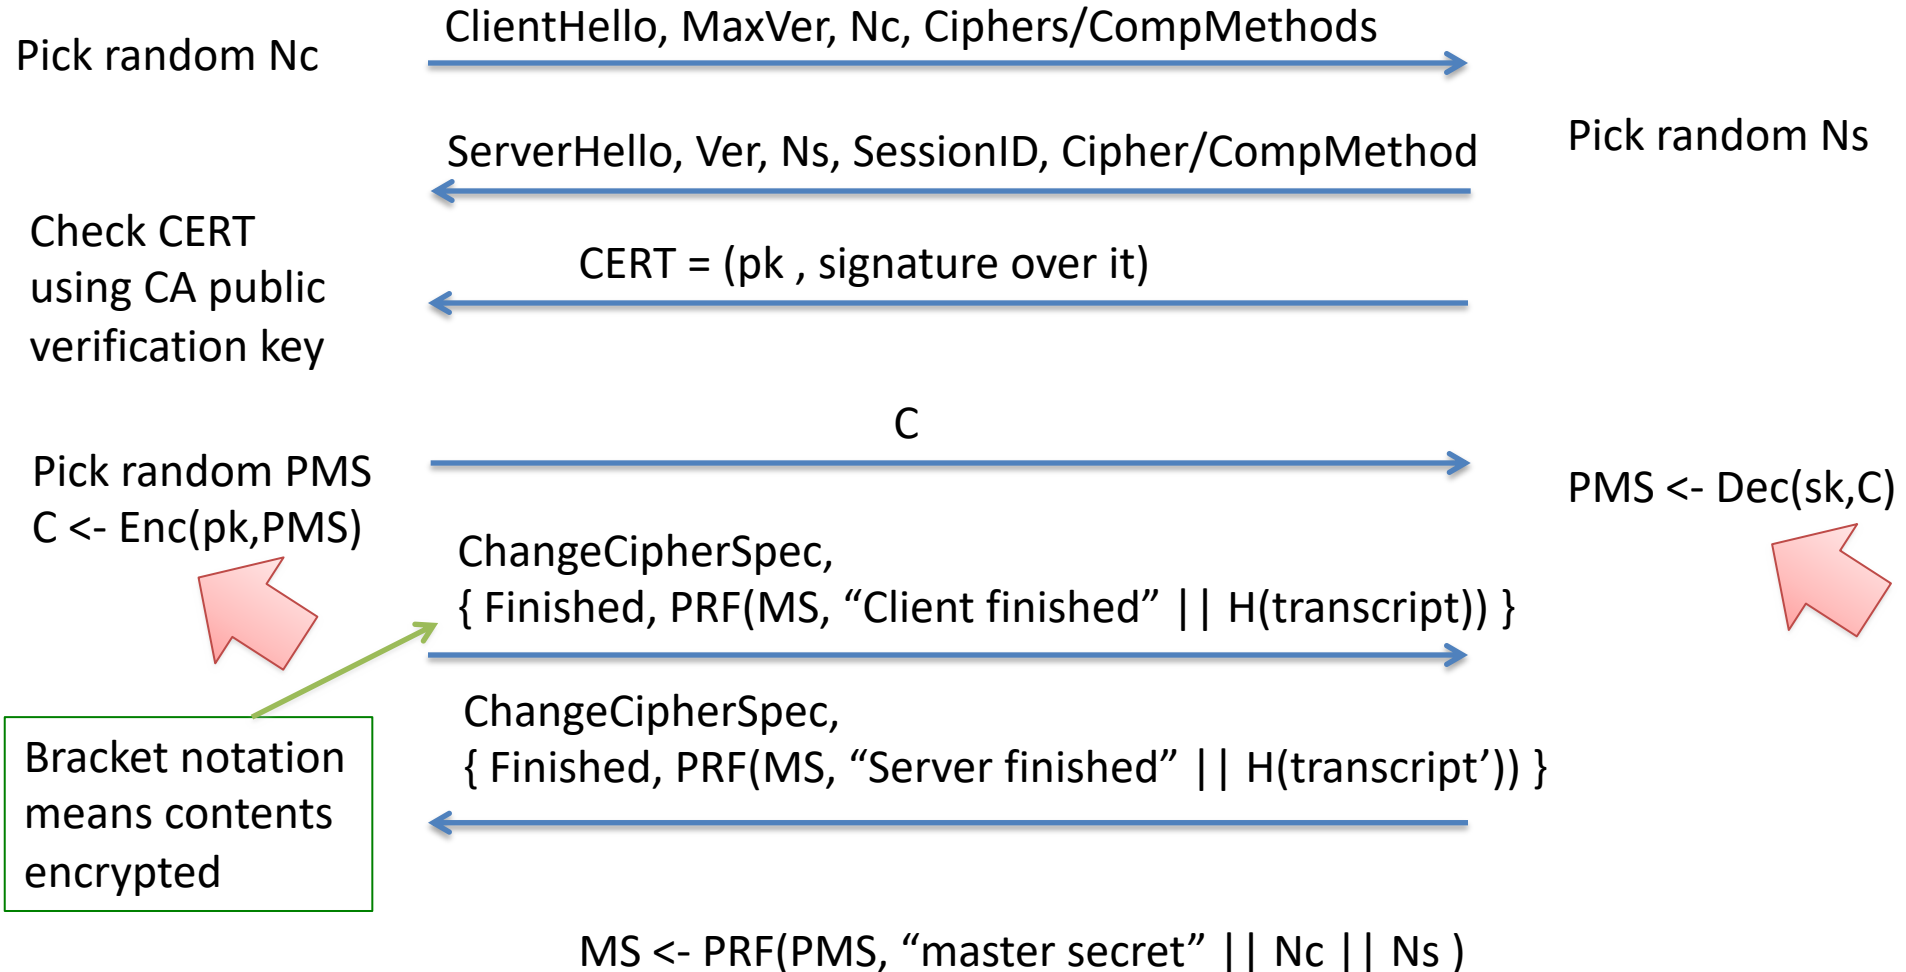 ClientHello, MaxVer, Nc, Ciphers/CompMethods
Pick random Nc
Pick random Ns
ServerHello, Ver, Ns, SessionID, Cipher/CompMethod
Check CERT
using CA public
verification key
CERT = (pk , signature over it)
C
Pick random PMS
C <- Enc(pk,PMS)
PMS <- Dec(sk,C)
ChangeCipherSpec,
{ Finished, PRF(MS, “Client finished” || H(transcript)) }
ChangeCipherSpec,
{ Finished, PRF(MS, “Server finished” || H(transcript’)) }
Bracket notation
means contents
encrypted
MS <- PRF(PMS, “master secret” || Nc || Ns )